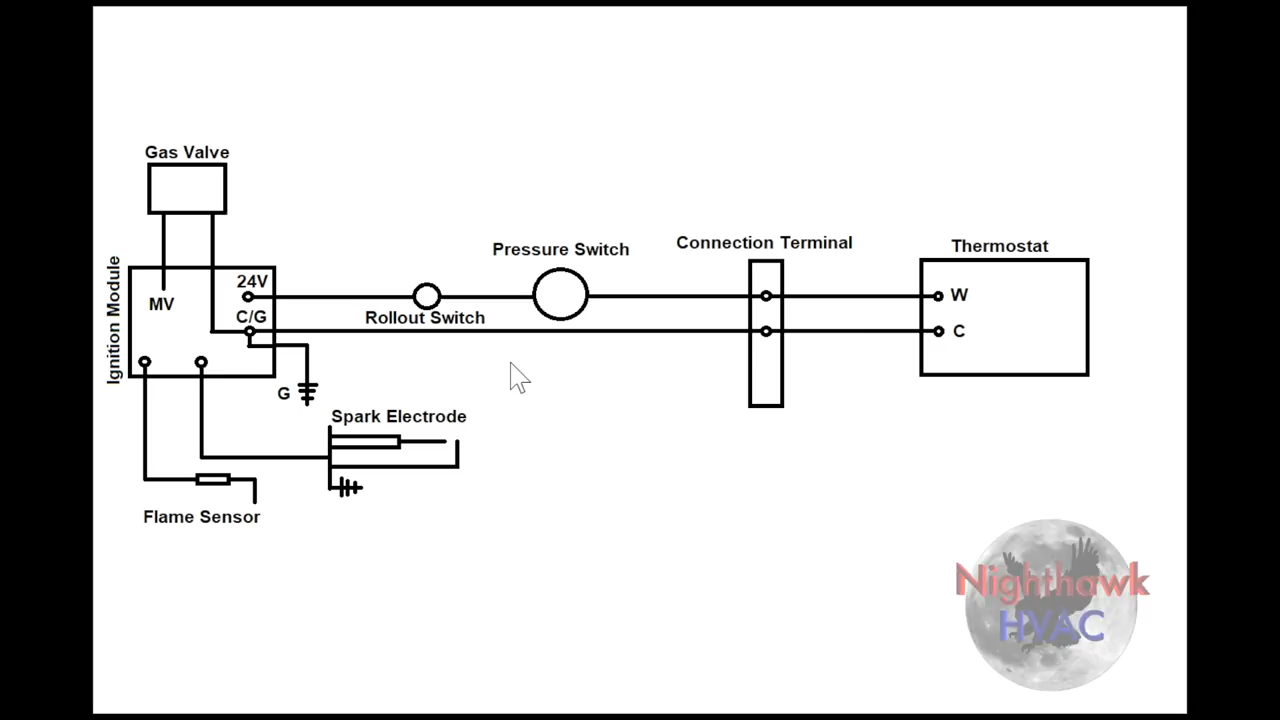 Gas Valve
Pressure Switch
Connection Terminal
Thermostat
Ignition Module
24V
MV
C/G
Rollout Switch
W
C
G
Spark Electrode
Flame Sensor
Nighthawk
HVAC